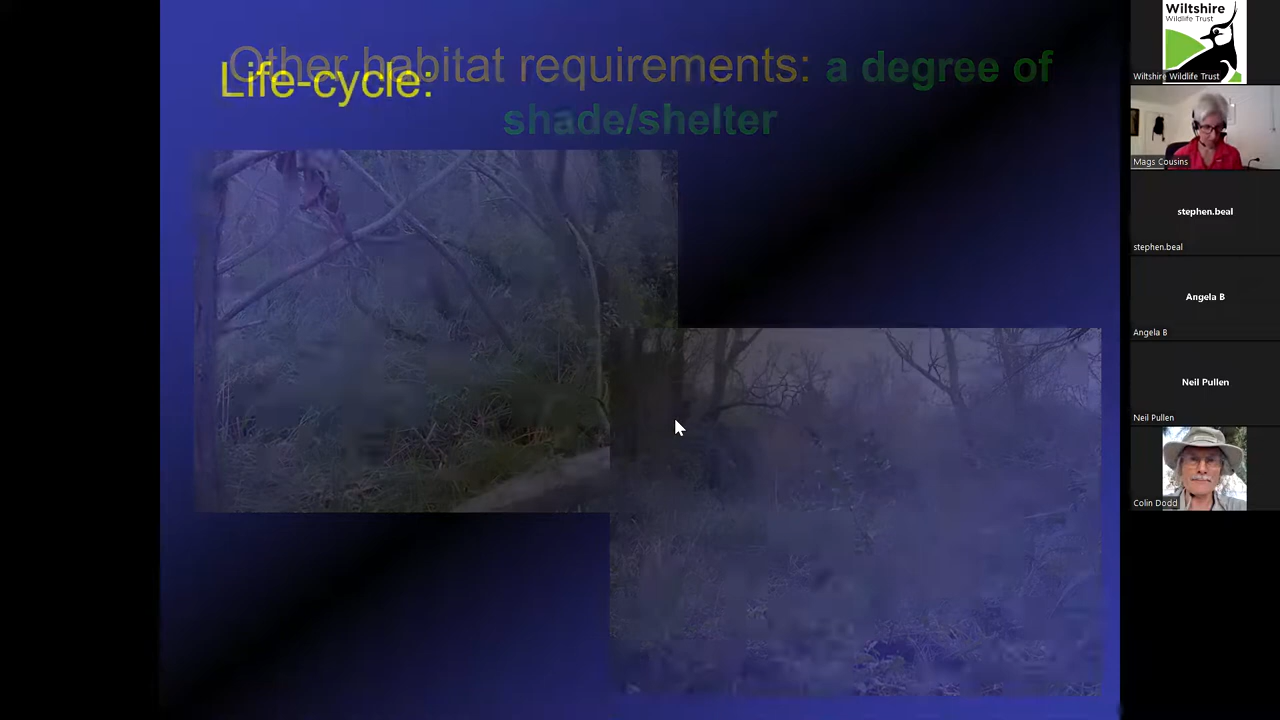 Other habitat requirements: a degree of
shade/shelter
Life-cycle:
Wiltshire
Wildlife Trust
Wiltshire Wildlife Trust
Mags Cousins
stephen.beal
stephen.beal
Angela B
Angela B
Neil Pullen
Neil Pullen
Colin Dodd